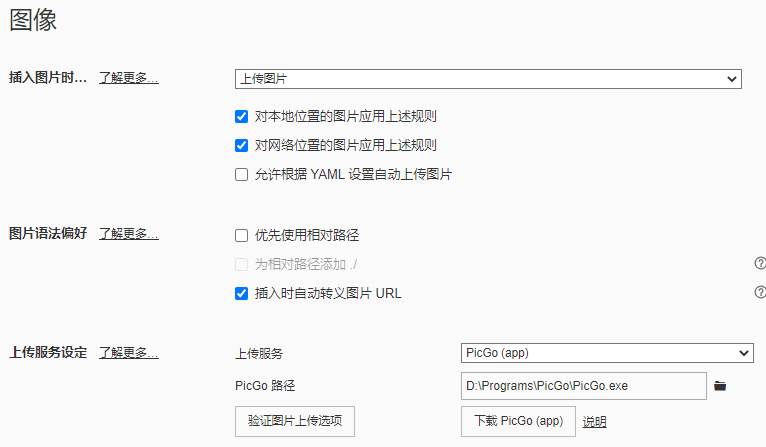 图像
插入图片时... 了解更多... 上传图片
对本地位置的图片应用上述规则
对网络位置的图片应用上述规则
允许根据 YAML 设置自动上传图片
图片语法偏好 了解更多... 优先使用相对路径
为相对路径添加 ./
插入时自动转义图片 URL
上传服务设定 了解更多... 上传服务 PicGo (app)
PicGo 路径 D:\Programs\PicGo\PicGo.exe
验证图片上传选项 下载 PicGo (app) 说明